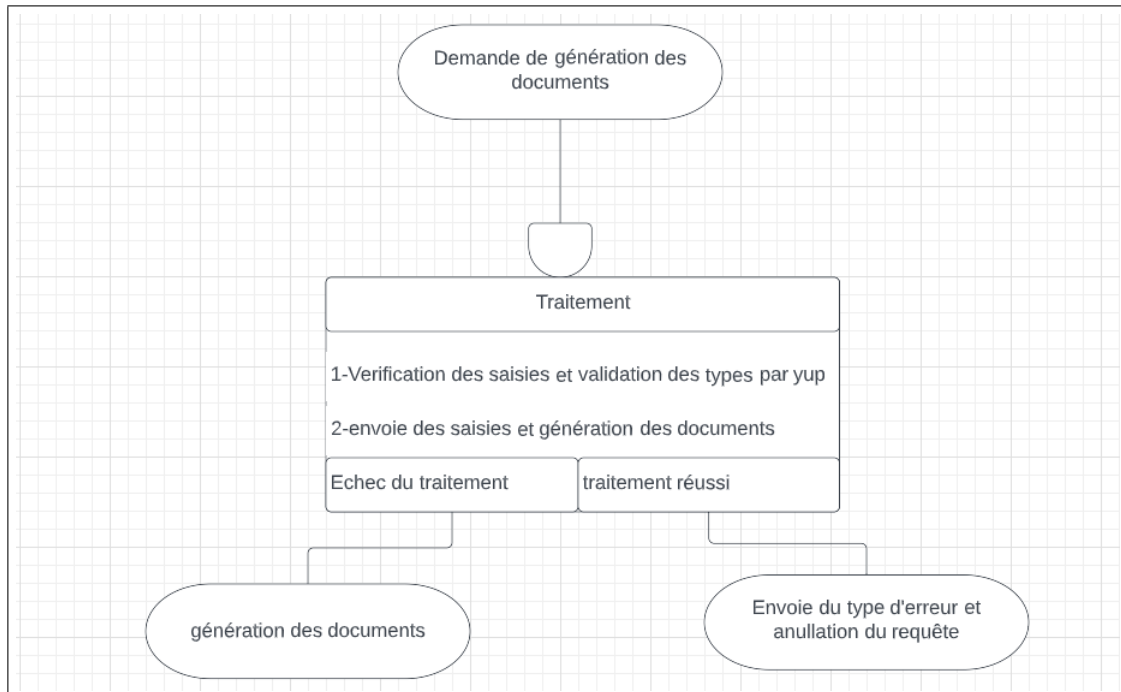 Demande de génération des
documents
Traitement
1-Verification des saisies et validation des types par yup
2-envoie des saisies et génération des documents
Echec du traitement
traitement réussi
génération des documents
Envoie du type d'erreur et
anullation du requête